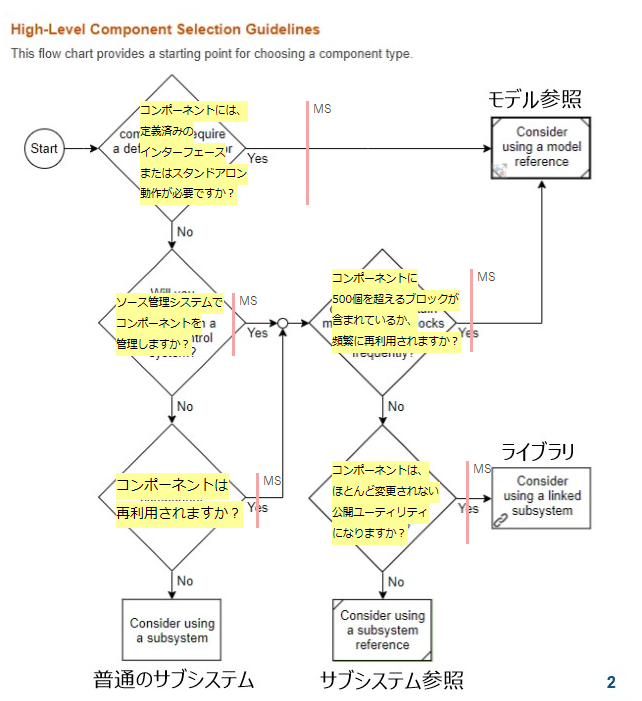 High-Level Component Selection Guidelines
This flow chart provides a starting point for choosing a component type.
モデル参照
Start
コンポーネントには、
定義済みの
インターフェース
またはスタンドアロン
動作が必要ですか？
Yes
MS
Consider
using a model
reference
No
ソース管理システムで
コンポーネントを
管理しますか？
Yes
MS
コンポーネントに
500個を超えるブロックが
含まれているか、
頻繁に再利用されますか？
Yes
MS
No
No
コンポーネントは
再利用されますか？
Yes
MS
コンポーネントは、
ほとんど変更されない
公開ユーティリティ
になりますか？
Yes
MS
ライブラリ
Consider
using a linked
subsystem
No
No
Consider using
a subsystem
Consider using
a subsystem
reference
普通のサブシステム
サブシステム参照
2